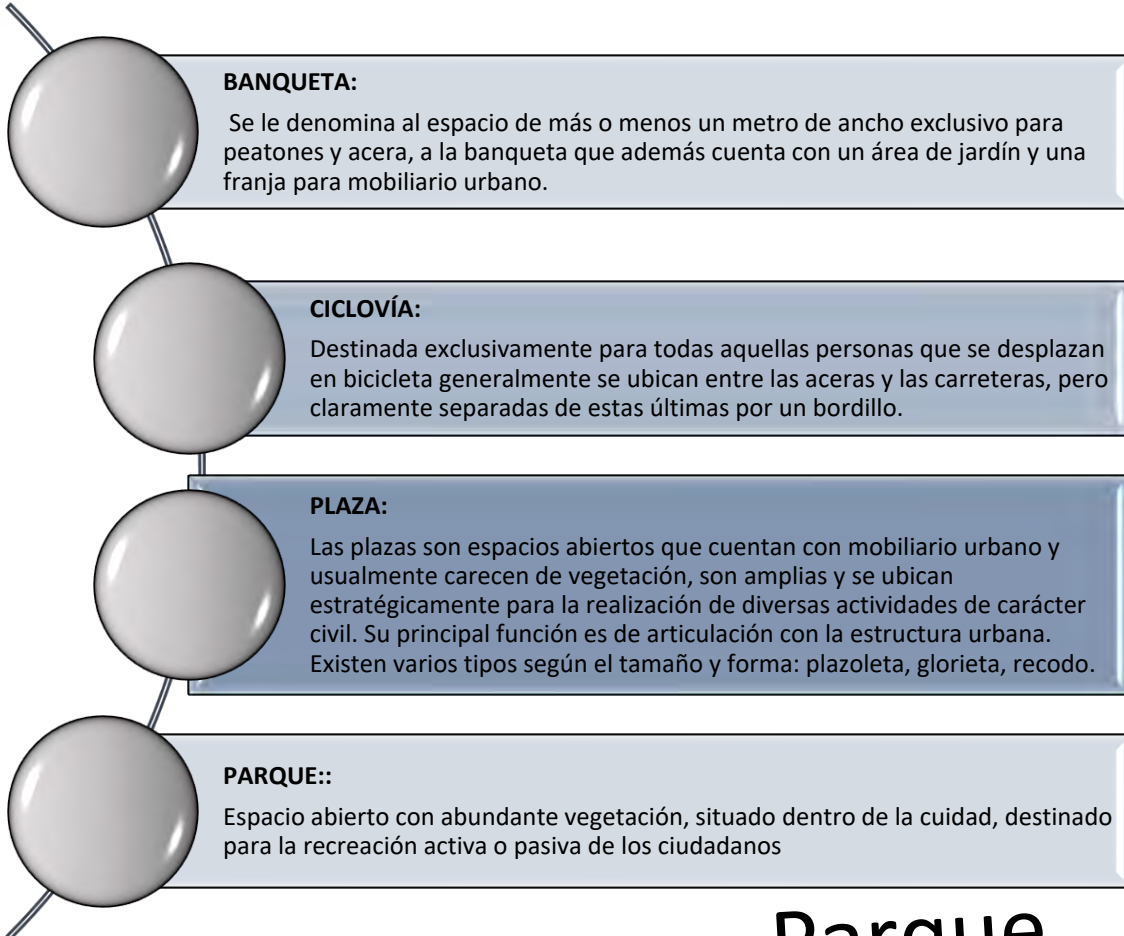 BANQUETA:
Se le denomina al espacio de más o menos un metro de ancho exclusivo para
peatones y acera, a la banqueta que además cuenta con un área de jardín y una
franja para mobiliario urbano.
CICLOVÍA:
Destinada exclusivamente para todas aquellas personas que se desplazan
en bicicleta generalmente se ubican entre las aceras y las carreteras, pero
claramente separadas de estas últimas por un bordillo.
PLAZA:
Las plazas son espacios abiertos que cuentan con mobiliario urbano y
usualmente carecen de vegetación, son amplias y se ubican
estratégicamente para la realización de diversas actividades de carácter
civil. Su principal función es de articulación con la estructura urbana.
Existen varios tipos según el tamaño y forma: plazoleta, glorieta, recodo.
PARQUE::
Espacio abierto con abundante vegetación, situado dentro de la cuidad, destinado
para la recreación activa o pasiva de los ciudadanos
Parque